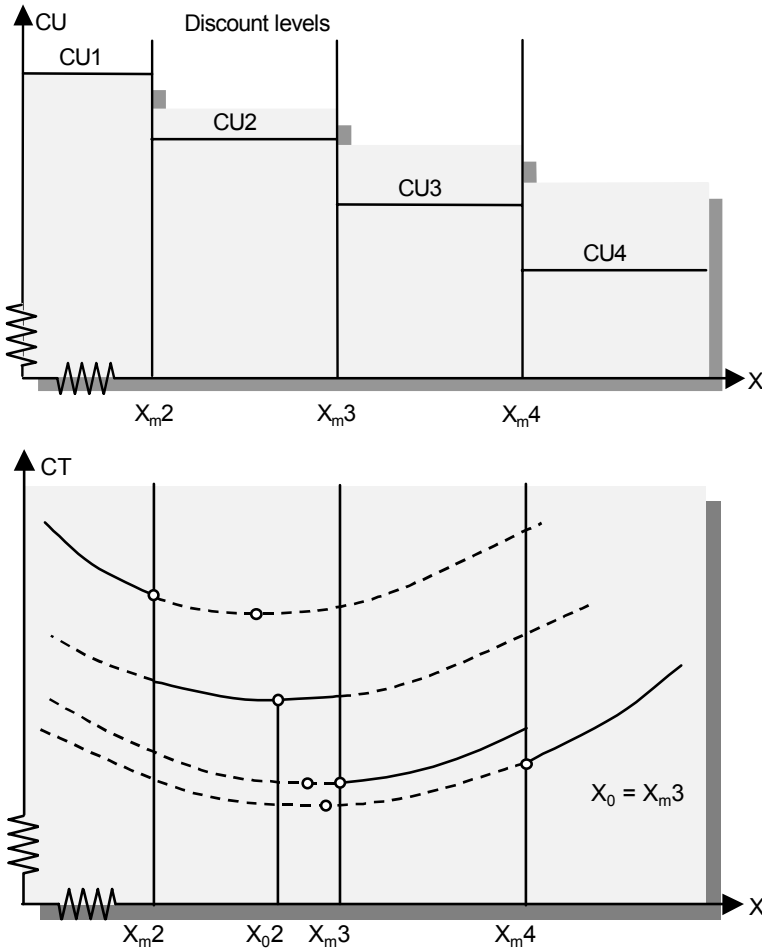 CU
Discount levels
CU1
CU2
CU3
CU4
X
Xm2
Xm3
Xm4
CT
X0 = Xm3
X
Xm2
X02
Xm3
Xm4